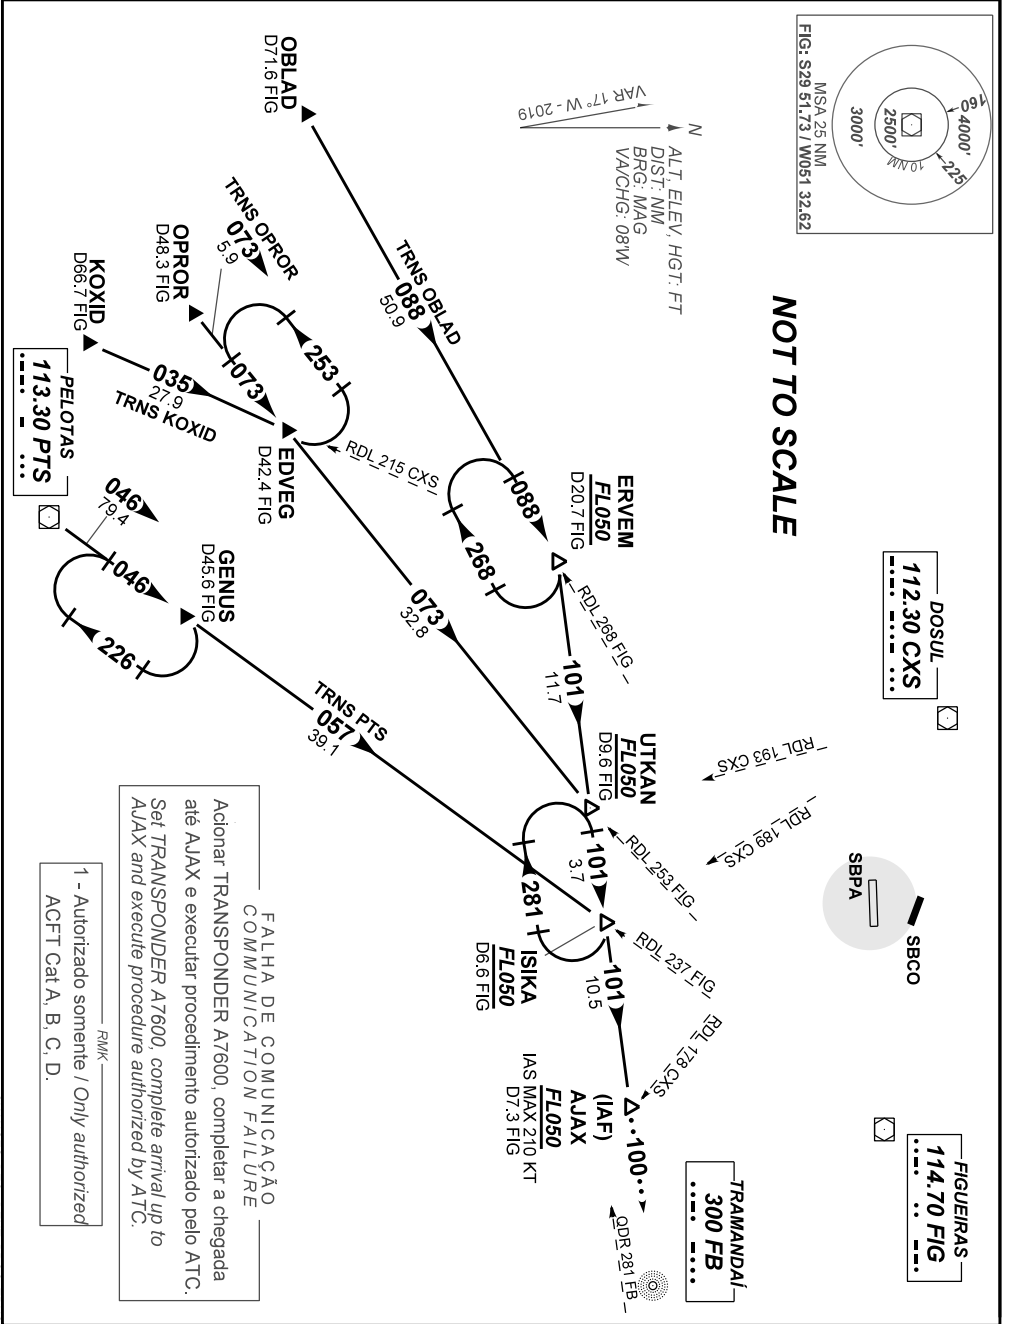 160
4000'
225
10 NM
2500'
3000'
MSA 25 NM
FIG: S29 51.73 / W051 32.62
NOT TO SCALE
N
VAR 17° W - 2019
ALT, ELEV, HGT: FT
DIST: NM
BRG: MAG
VA/CHG: 08'W
DOSUL
112.30 CXS
FIGUEIRAS
114.70 FIG
SBCO
SBPA
RDL 193 CXS
RDL 189 CXS
RDL 178 CXS
TRAMANDAÍ
300 FB
QDR 281 FB
OBLAD
D71.6 FIG
TRNS OBLAD
088
50.9
ERVEM
FL050
D20.7 FIG
088
268
RDL 268 FIG
101
11.7
UTKAN
FL050
D9.6 FIG
RDL 253 FIG
101
3.7
281
ISIKA
FL050
D6.6 FIG
RDL 237 FIG
101
10.5
(IAF)
AJAX
FL050
IAS MAX 210 KT
D7.3 FIG
100
TRNS OPROR
073
5.9
OPROR
D48.3 FIG
253
073
RDL 215 CXS
EDVEG
D42.4 FIG
073
32.8
KOXID
D66.7 FIG
035
27.9
TRNS KOXID
PELOTAS
113.30 PTS
046
79.4
046
226
GENUS
D45.6 FIG
TRNS PTS
057
39.1
FALHA DE COMUNICAÇÃO
COMMUNICATION FAILURE
Acionar TRANSPONDER A7600, completar a chegada
até AJAX e executar procedimento autorizado pelo ATC.
Set TRANSPONDER A7600, complete arrival up to
AJAX and execute procedure authorized by ATC.
RMK
1 - Autorizado somente / Only authorized
ACFT Cat A, B, C, D.